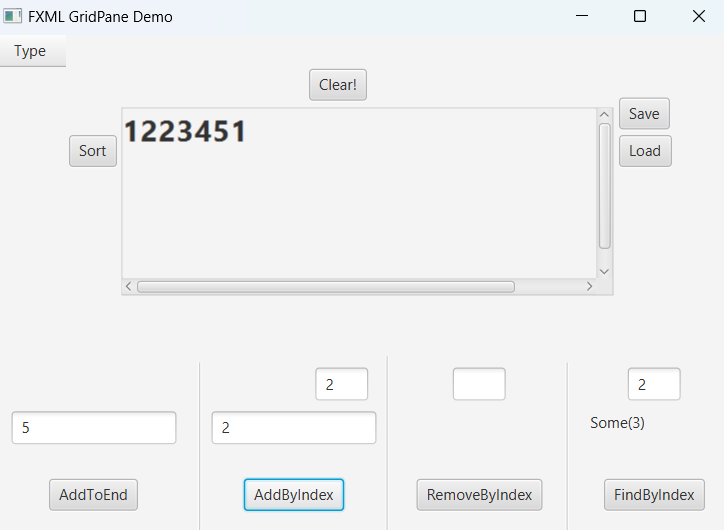 FXML GridPane Demo
Type
Clear!
Save
1223451
Sort
Load
2
2
5
2
Some(3)
AddToEnd
AddByIndex
RemoveByIndex
FindByIndex